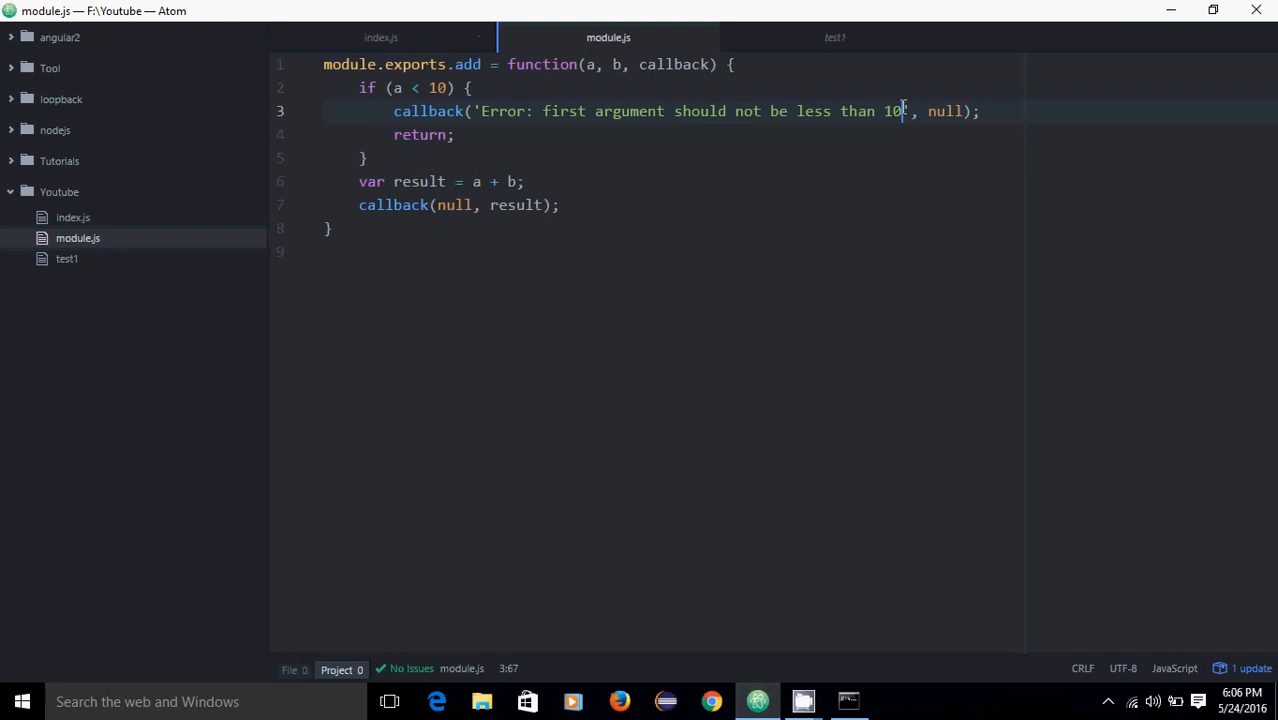 module.js — F:\Youtube — Atom
angular2
Tool
loopback
nodejs
Tutorials
Youtube
index.js
module.js
test1
index.js
module.js
test1
1 module.exports.add = function(a, b, callback) {
2 if (a < 10) {
3 callback('Error: first argument should not be less than 10', null);
4 return;
5 }
6 var result = a + b;
7 callback(null, result);
8 }
9
File 0 Project 0 No Issues module.js 3:67 CRLF UTF-8 JavaScript 1 update
Search the web and Windows
6:06 PM
5/24/2016